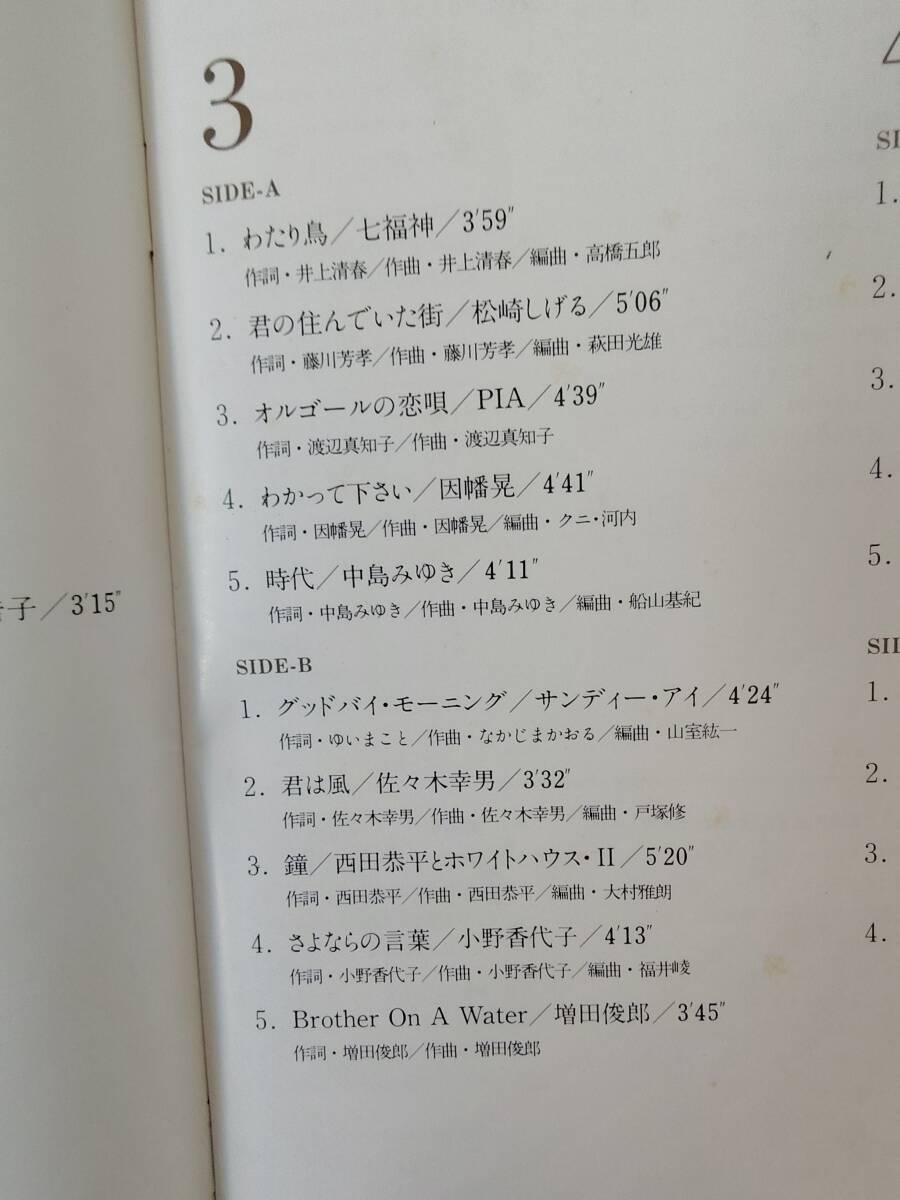 3
SIDE-A
1. わたり鳥／七福神／3′59″
作詞・井上清春／作曲・井上清春／編曲・高橋五郎
2. 君の住んでいた街／松崎しげる／5′06″
作詞・藤川芳孝／作曲・藤川芳孝／編曲・萩田光雄
3. オルゴールの恋唄／PIA／4′39″
作詞・渡辺真知子／作曲・渡辺真知子
4. わかって下さい／因幡晃／4′41″
作詞・因幡晃／作曲・因幡晃／編曲・クニ・河内
5. 時代／中島みゆき／4′11″
作詞・中島みゆき／作曲・中島みゆき／編曲・船山基紀
SIDE-B
1. グッドバイ・モーニング／サンディー・アイ／4′24″
作詞・ゆいまこと／作曲・なかじまかおる／編曲・山室紘一
2. 君は風／佐々木幸男／3′32″
作詞・佐々木幸男／作曲・佐々木幸男／編曲・戸塚修
3. 鐘／西田恭平とホワイトハウス・II／5′20″
作詞・西田恭平／作曲・西田恭平／編曲・大村雅朗
4. さよならの言葉／小野香代子／4′13″
作詞・小野香代子／作曲・小野香代子／編曲・福井崚
5. Brother On A Water／増田俊郎／3′45″
作詞・増田俊郎／作曲・増田俊郎
子／3′15″
1.
2.
3.
4.
5.
1.
2.
3.
4.